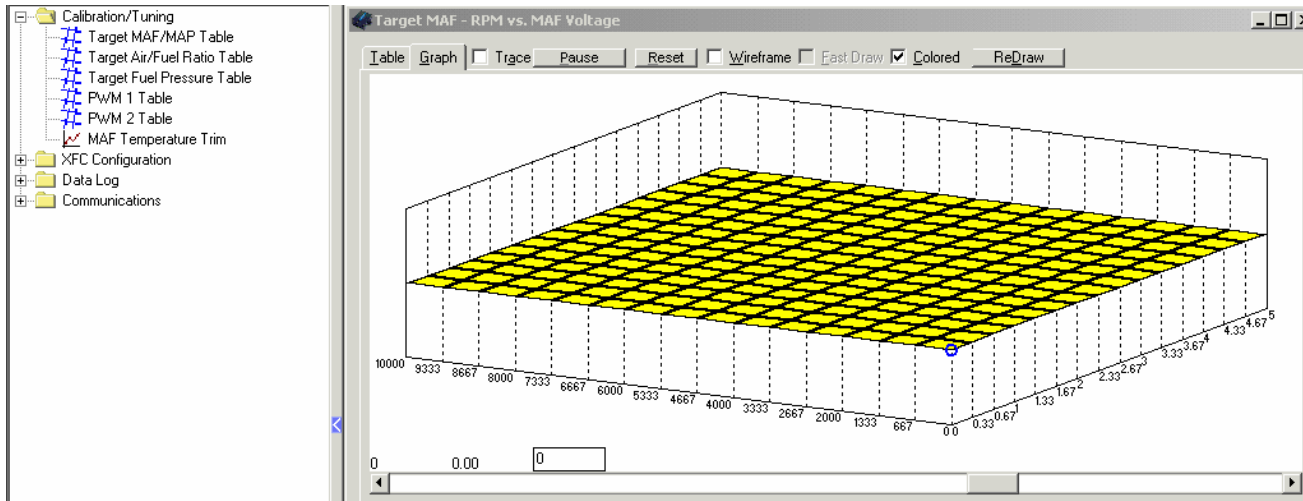 Calibration/Tuning
Target MAF/MAP Table
Target Air/Fuel Ratio Table
Target Fuel Pressure Table
PWM 1 Table
PWM 2 Table
MAF Temperature Trim
XFC Configuration
Data Log
Communications
Target MAF - RPM vs. MAF Voltage
Table Graph Trace Pause Reset Wireframe Fast Draw Colored ReDraw
10000 9333 8667 8000 7333 6667 6000 5333 4667 4000 3333 2667 2000 1333 667 0
0 0.33 0.67 1 1.33 1.67 2 2.33 2.67 3 3.33 3.67 4 4.33 4.67 5
0 0.00 0